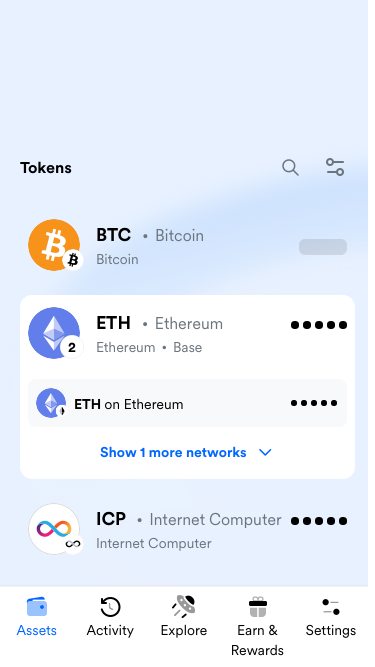 Tokens
BTC • Bitcoin
Bitcoin
ETH • Ethereum •••••
2
Ethereum • Base
ETH on Ethereum •••••
Show 1 more networks
ICP • Internet Computer •••••
Internet Computer
Assets
Activity
Explore
Earn &
Rewards
Settings